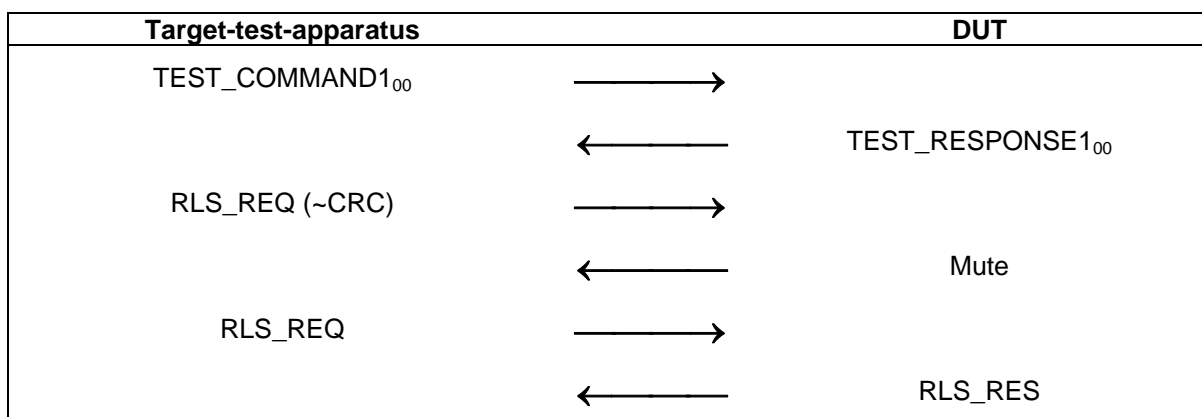 Target-test-apparatus DUT
TEST_COMMAND1₀₀
TEST_RESPONSE1₀₀
RLS_REQ (~CRC)
Mute
RLS_REQ
RLS_RES